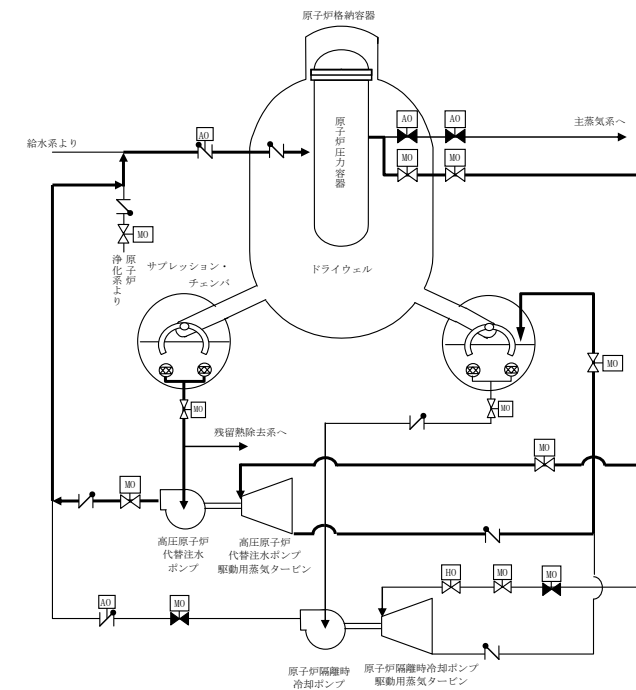 原子炉格納容器
AO
AO
AO
主蒸気系へ
給水系より
原子炉圧力容器
MO
MO
MO
原子炉
浄化系より
サプレッション・
チェンバ
ドライウェル
MO
MO
MO
残留熱除去系へ
MO
MO
高圧原子炉
代替注水
ポンプ
高圧原子炉
代替注水ポンプ
駆動用蒸気タービン
HO
MO
MO
AO
MO
原子炉隔離時
冷却ポンプ
原子炉隔離時冷却ポンプ
駆動用蒸気タービン